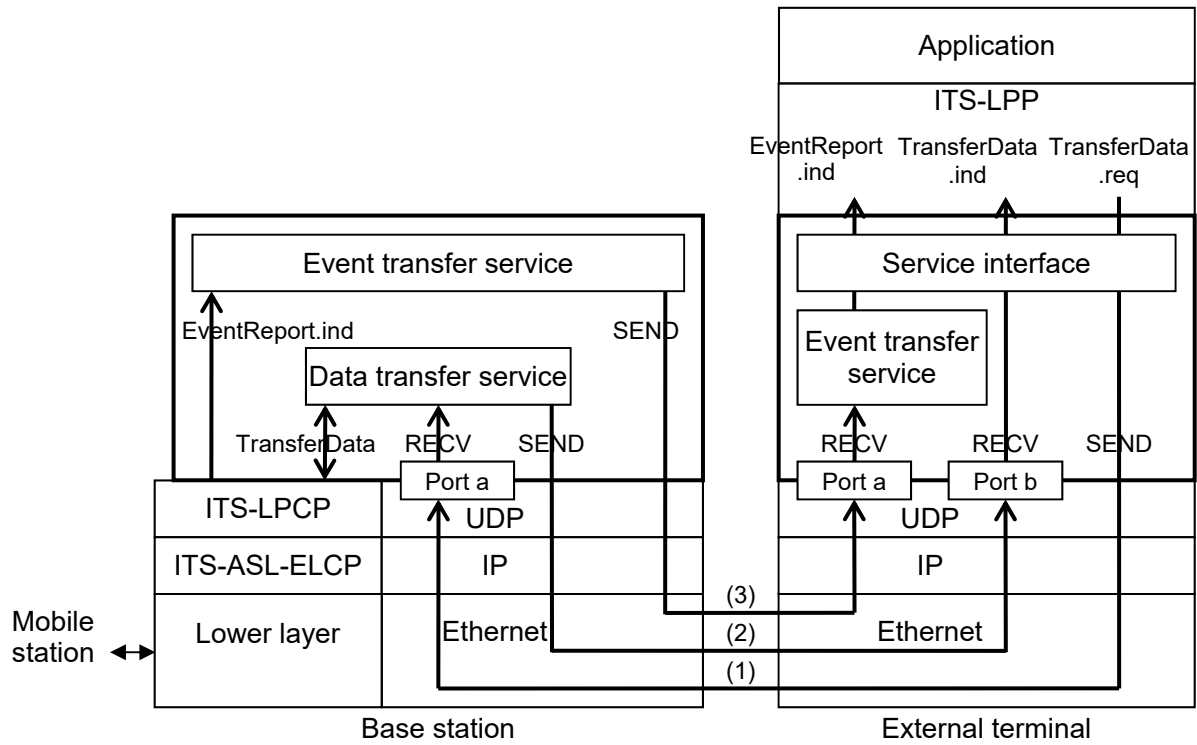 Application
ITS-LPP
EventReport
.ind
TransferData
.ind
TransferData
.req
Event transfer service
Service interface
EventReport.ind
SEND
Event transfer
service
Data transfer service
TransferData
RECV
SEND
RECV
RECV
SEND
Port a
Port a
Port b
ITS-LPCP
UDP
UDP
ITS-ASL-ELCP
IP
IP
(3)
Mobile
station
Lower layer
Ethernet
(2)
Ethernet
(1)
Base station
External terminal